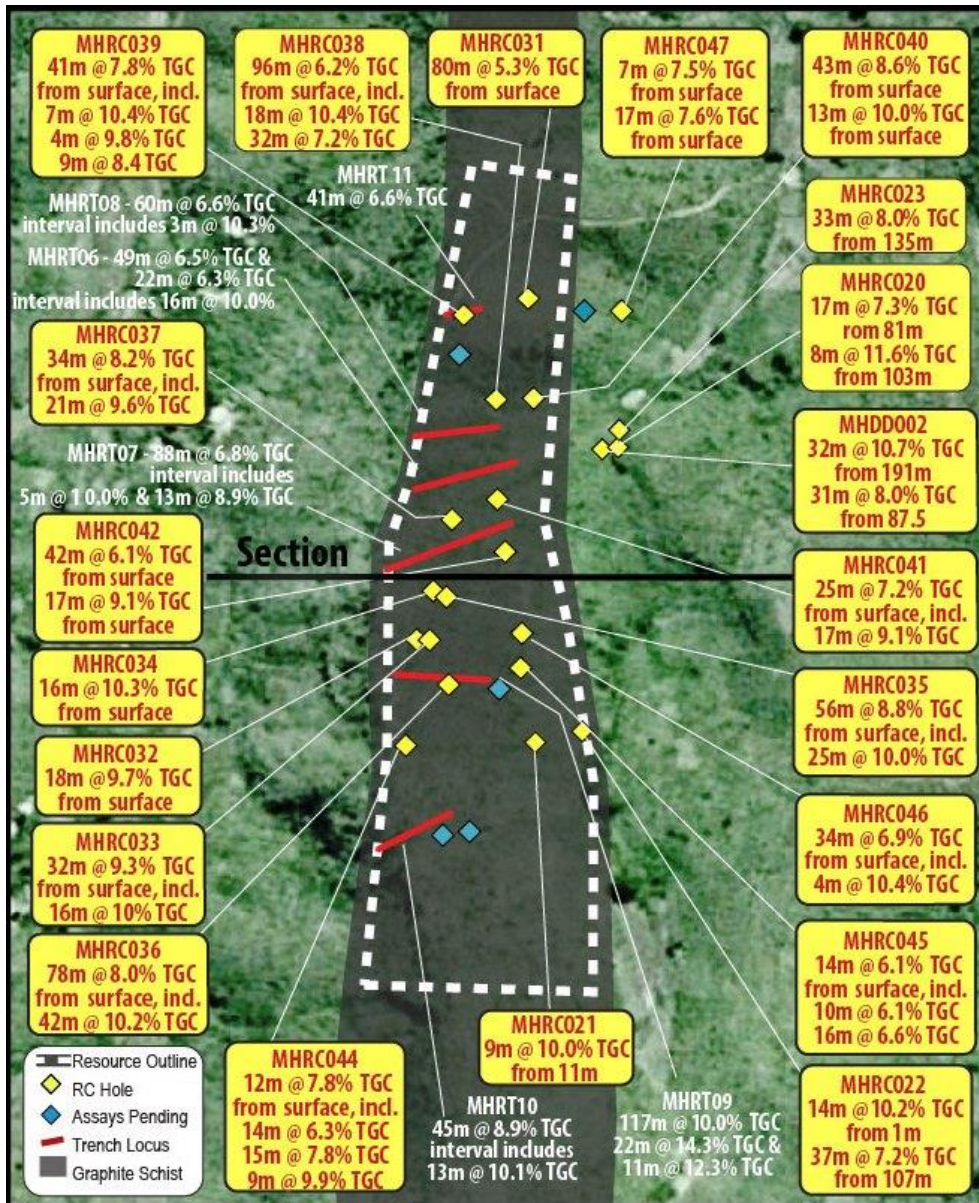 MHRC039
41m @ 7.8% TGC
from surface, incl.
7m @ 10.4% TGC
4m @ 9.8% TGC
9m @ 8.4 TGC
MHRC038
96m @ 6.2% TGC
from surface, incl.
18m @ 10.4% TGC
32m @ 7.2% TGC
MHRC031
80m @ 5.3% TGC
from surface
MHRC047
7m @ 7.5% TGC
from surface
17m @ 7.6% TGC
from surface
MHRC040
43m @ 8.6% TGC
from surface
13m @ 10.0% TGC
from surface
MHRT 11
41m @ 6.6% TGC
MHRT08 - 60m @ 6.6% TGC
interval includes 3m @ 10.3%
MHRT06 - 49m @ 6.5% TGC &
22m @ 6.3% TGC
interval includes 16m @ 10.0%
MHRC023
33m @ 8.0% TGC
from 135m
MHRC020
17m @ 7.3% TGC
rom 81m
8m @ 11.6% TGC
from 103m
MHRC037
34m @ 8.2% TGC
from surface, incl.
21m @ 9.6% TGC
MHRT07 - 88m @ 6.8% TGC
interval includes
5m @ 1 0.0% & 13m @ 8.9% TGC
MHDD002
32m @ 10.7% TGC
from 191m
31m @ 8.0% TGC
from 87.5
Section
MHRC042
42m @ 6.1% TGC
from surface
17m @ 9.1% TGC
from surface
MHRC041
25m @ 7.2% TGC
from surface, incl.
17m @ 9.1% TGC
MHRC034
16m @ 10.3% TGC
from surface
MHRC035
56m @ 8.8% TGC
from surface, incl.
25m @ 10.0% TGC
MHRC032
18m @ 9.7% TGC
from surface
MHRC033
32m @ 9.3% TGC
from surface, incl.
16m @ 10% TGC
MHRC046
34m @ 6.9% TGC
from surface, incl.
4m @ 10.4% TGC
MHRC036
78m @ 8.0% TGC
from surface, incl.
42m @ 10.2% TGC
MHRC045
14m @ 6.1% TGC
from surface, incl.
10m @ 6.1% TGC
16m @ 6.6% TGC
MHRC021
9m @ 10.0% TGC
from 11m
MHRC044
12m @ 7.8% TGC
from surface, incl.
14m @ 6.3% TGC
15m @ 7.8% TGC
9m @ 9.9% TGC
MHRT10
45m @ 8.9% TGC
interval includes
13m @ 10.1% TGC
MHRT09
117m @ 10.0% TGC
22m @ 14.3% TGC &
11m @ 12.3% TGC
MHRC022
14m @ 10.2% TGC
from 1m
37m @ 7.2% TGC
from 107m
Resource Outline
RC Hole
Assays Pending
Trench Locus
Graphite Schist